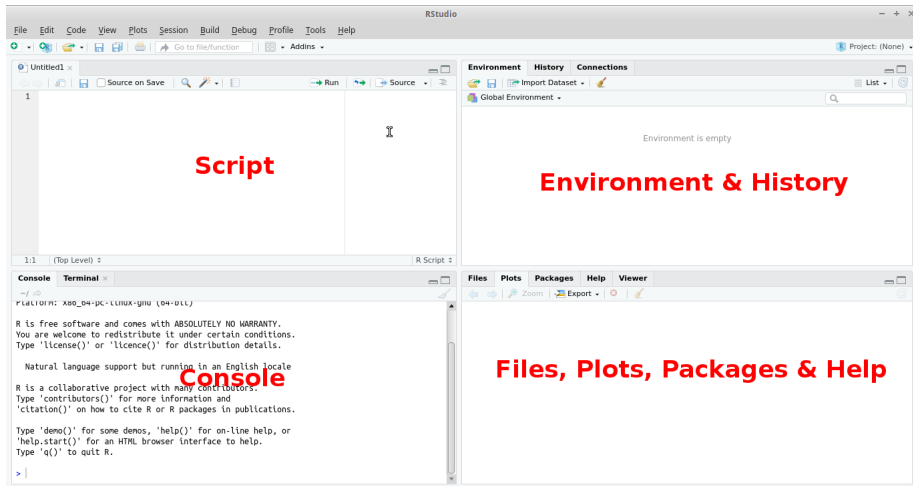 RStudio
File Edit Code View Plots Session Build Debug Profile Tools Help
Go to file/function Addins Project: (None)
Untitled1
Source on Save Run Source
1
Script
1:1 (Top Level) R Script
Environment History Connections
Import Dataset List
Global Environment
Environment is empty
Environment & History
Console Terminal
~/
Platform: x86_64-pc-linux-gnu (64-bit)
R is free software and comes with ABSOLUTELY NO WARRANTY.
You are welcome to redistribute it under certain conditions.
Type 'license()' or 'licence()' for distribution details.
Natural language support but running in an English locale
Console
R is a collaborative project with many contributors.
Type 'contributors()' for more information and
'citation()' on how to cite R or R packages in publications.
Type 'demo()' for some demos, 'help()' for on-line help, or
'help.start()' for an HTML browser interface to help.
Type 'q()' to quit R.
>
Files Plots Packages Help Viewer
Zoom Export
Files, Plots, Packages & Help